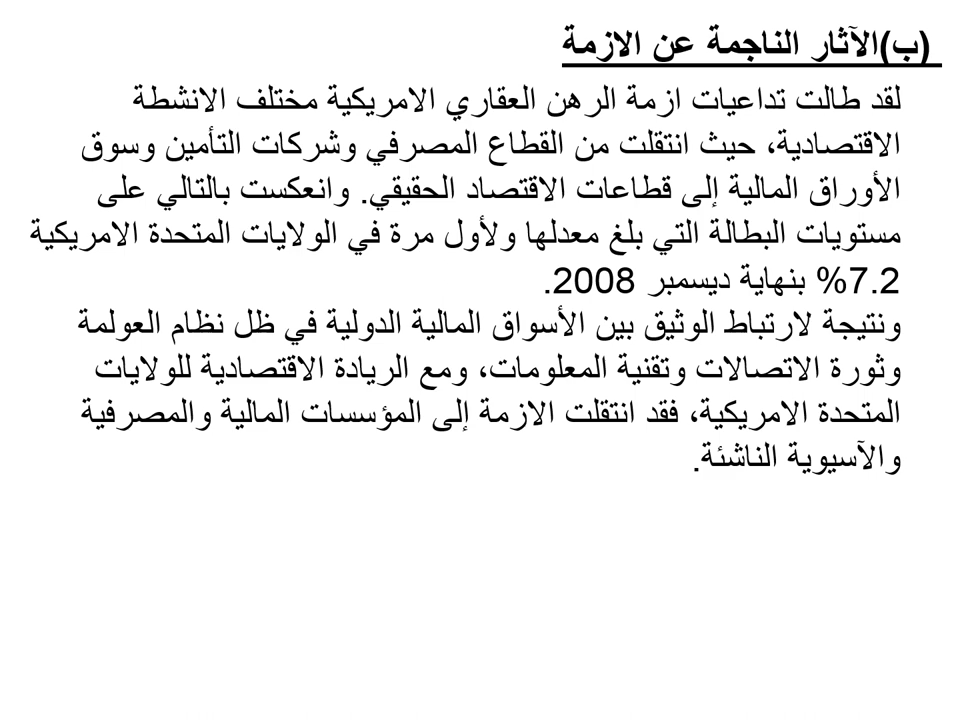 (ب)الآثار الناجمة عن الازمة
لقد طالت تداعيات ازمة الرهن العقاري الامريكية مختلف الانشطة
الاقتصادية، حيث انتقلت من القطاع المصرفي وشركات التأمين وسوق
الأوراق المالية إلى قطاعات الاقتصاد الحقيقي. وانعكست بالتالي على
مستويات البطالة التي بلغ معدلها ولأول مرة في الولايات المتحدة الامريكية
7.2% بنهاية ديسمبر 2008.
ونتيجة لارتباط الوثيق بين الأسواق المالية الدولية في ظل نظام العولمة
وثورة الاتصالات وتقنية المعلومات، ومع الريادة الاقتصادية للولايات
المتحدة الامريكية، فقد انتقلت الازمة إلى المؤسسات المالية والمصرفية
والآسيوية الناشئة.